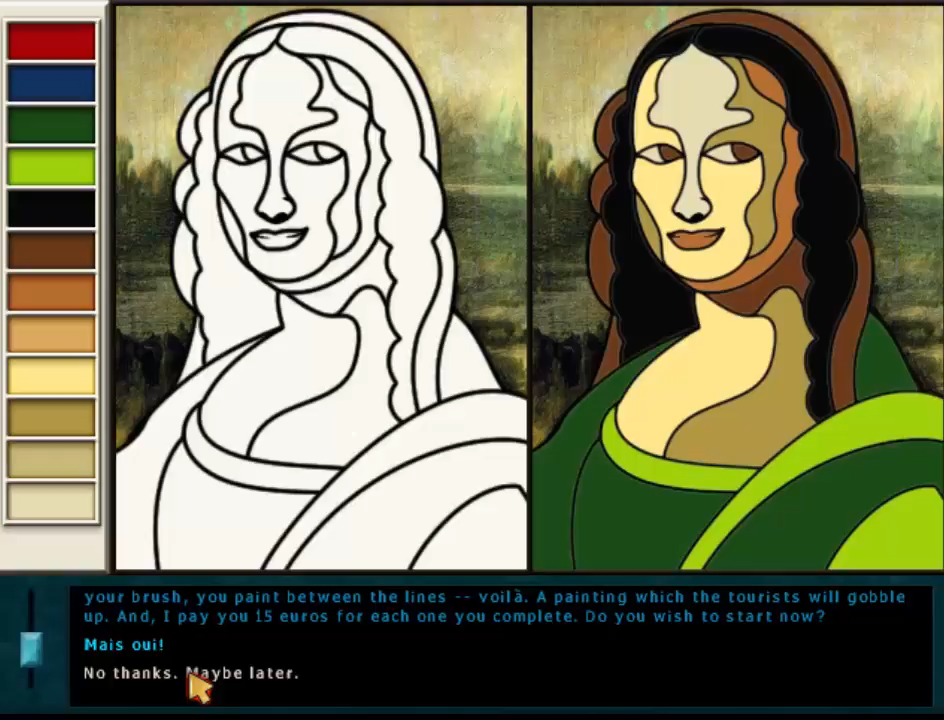 your brush, you paint between the lines -- voilà. A painting which the tourists will gobble
up. And, I pay you 15 euros for each one you complete. Do you wish to start now?
Mais oui!
No thanks. Maybe later.